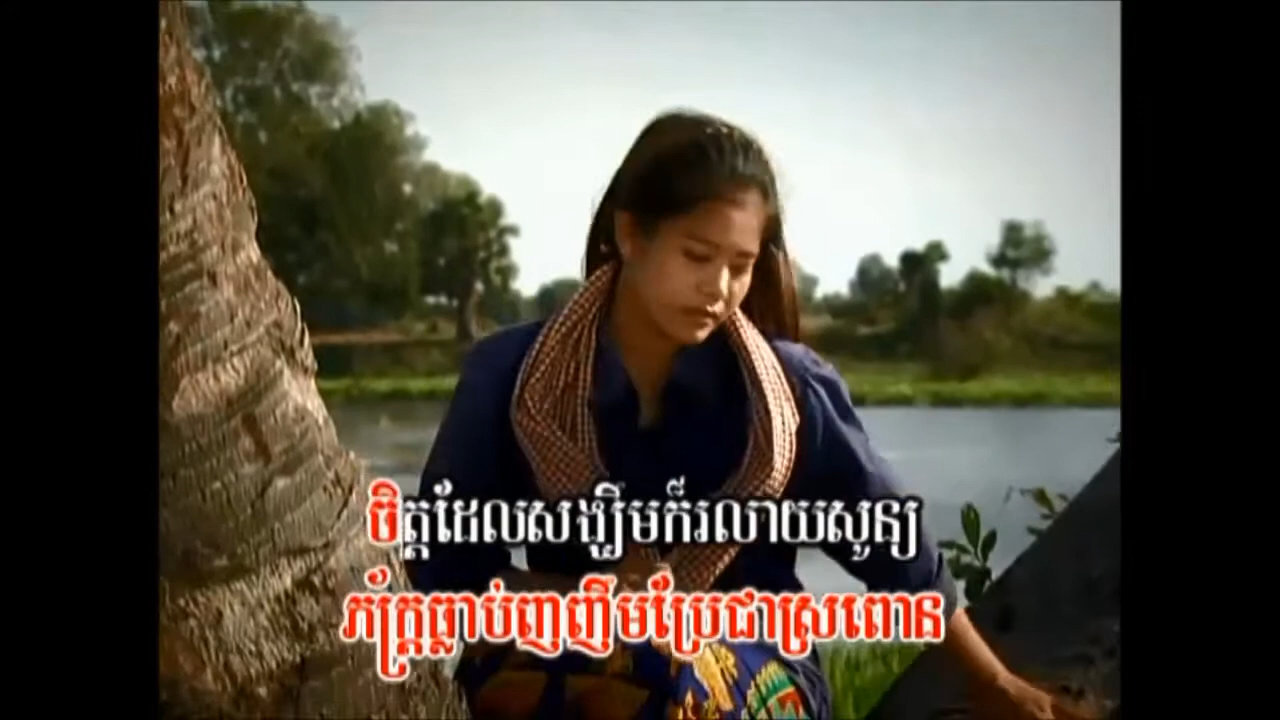 ចិត្តដែលសង្ឃឹមក៏រលាយសូន្យ
ភ័ក្ត្រធ្លាប់ញញឹមប្រែជាស្រពោន